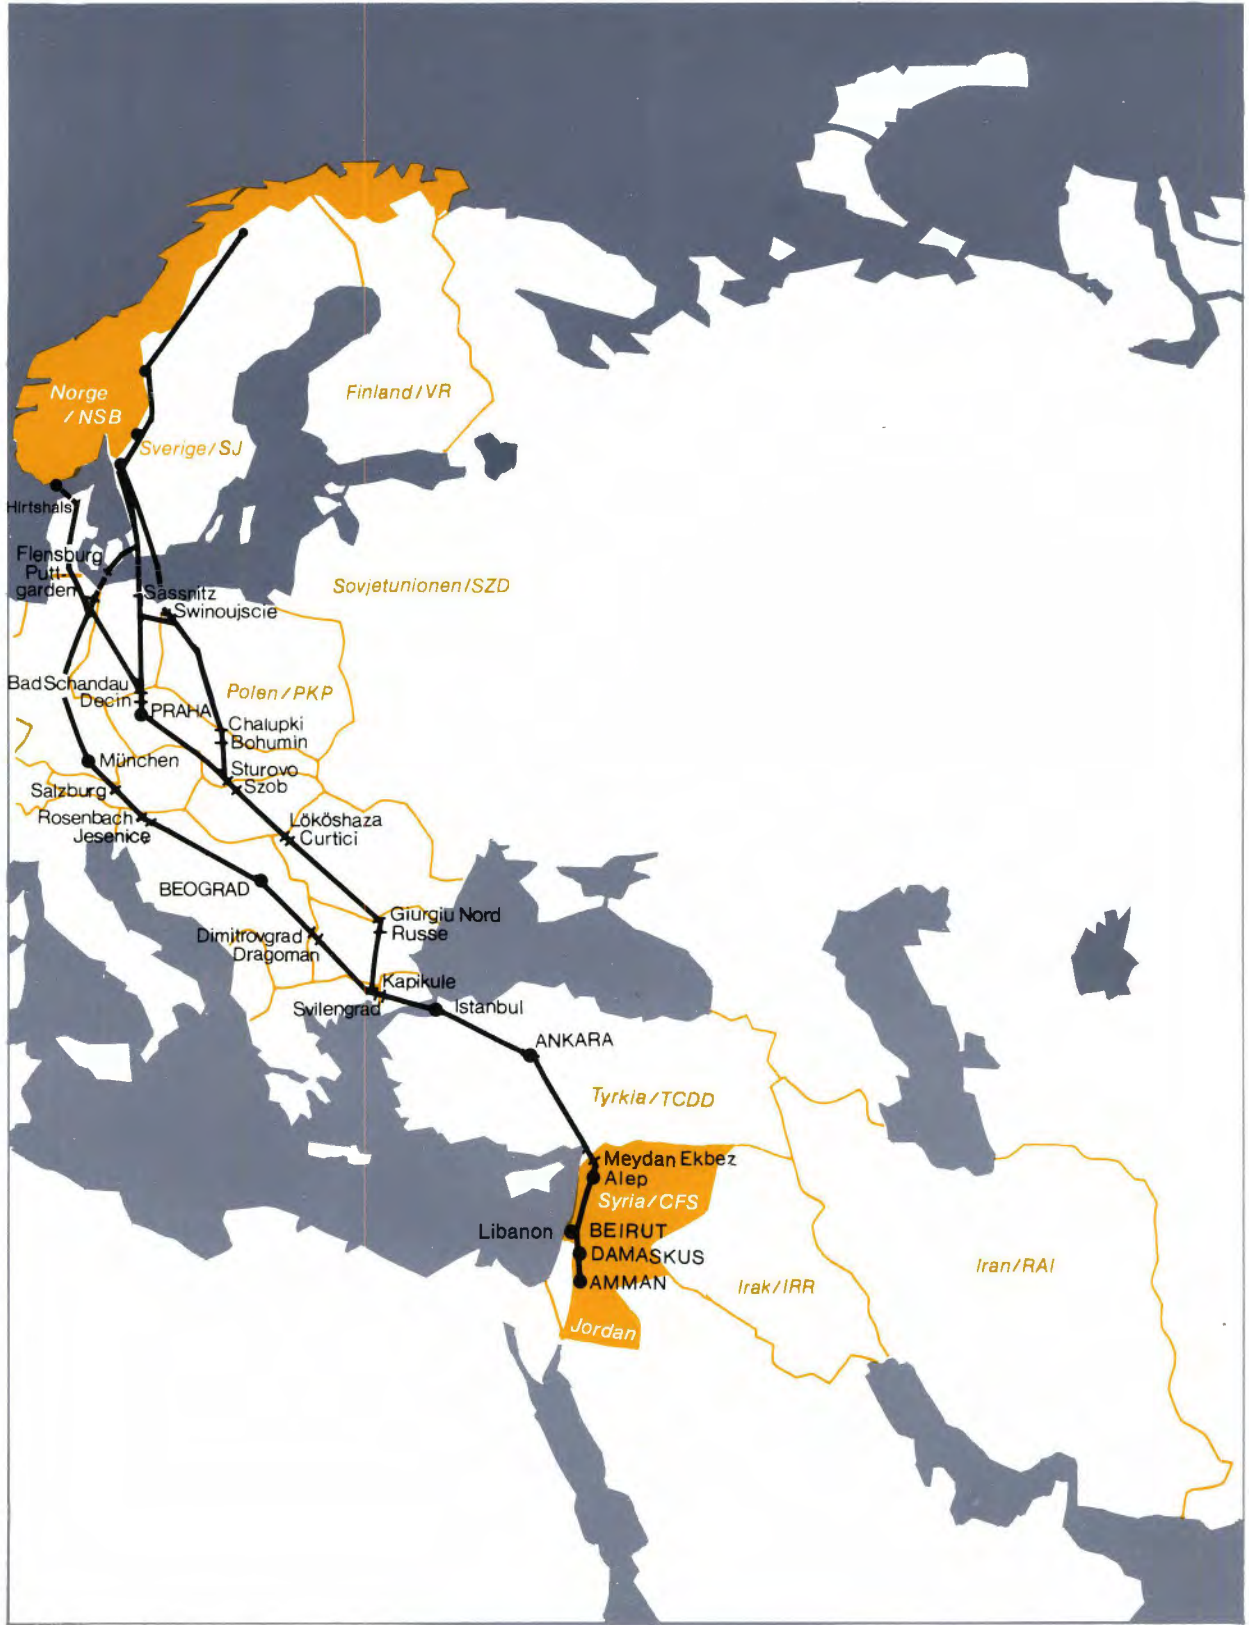 Norge
/NSB
Finland/VR
Sverige/SJ
Hirtshals
Flensburg
Putt-
garden
Sovjetunionen/SZD
Sassnitz
Swinoujscie
Bad Schandau
Decin
PRAHA
Polen/PKP
Chalupki
Bohumin
München
Sturovo
Szob
Salzburg
Rosenbach
Jesenice
Lököshaza
Curtici
BEOGRAD
Giurgiu Nord
Russe
Dimitrovgrad
Dragoman
Kapikule
Svilengrad
Istanbul
ANKARA
Tyrkia/TCDD
Meydan Ekbez
Alep
Syria/CFS
Libanon
BEIRUT
DAMASKUS
AMMAN
Irak/IRR
Iran/RAI
Jordan